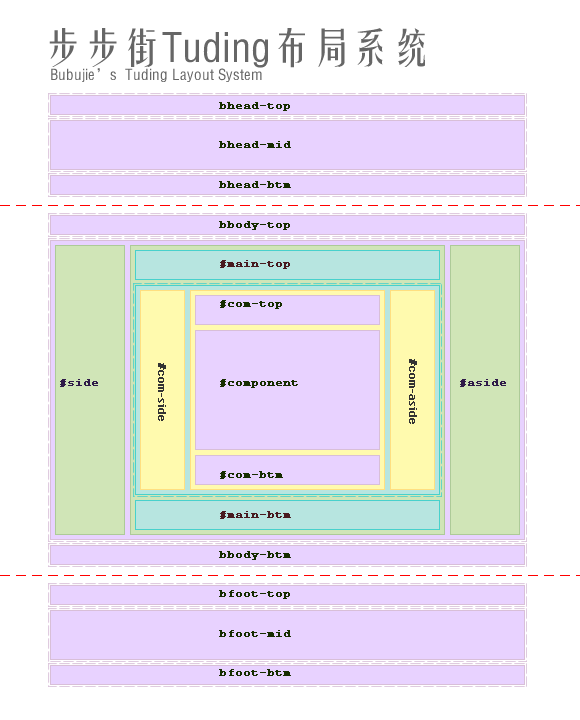 步步街Tuding布局系统
Bubujie’s Tuding Layout System
bhead-top
bhead-mid
bhead-btm
bbody-top
#main-top
#com-top
#side
#com-side
#component
#com-aside
#aside
#com-btm
#main-btm
bbody-btm
bfoot-top
bfoot-mid
bfoot-btm